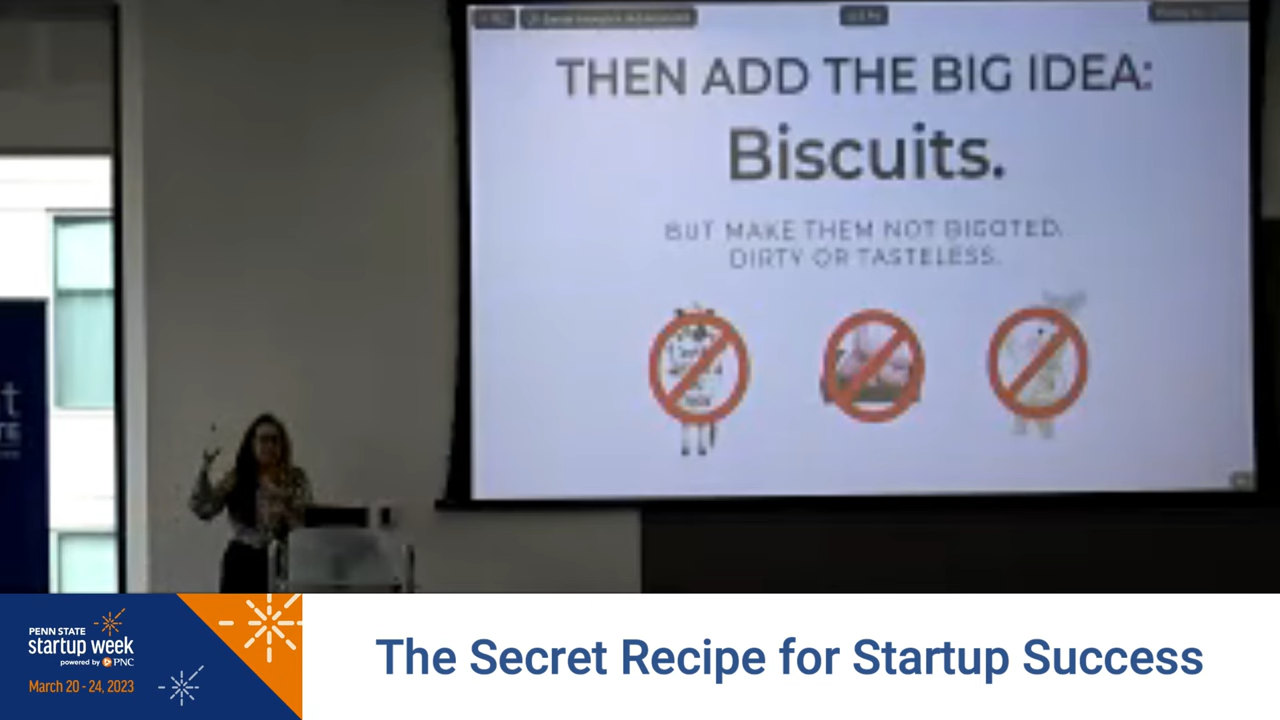 THEN ADD THE BIG IDEA:
Biscuits.
BUT MAKE THEM NOT BIGOTED,
DIRTY OR TASTELESS.
PENN STATE
startup week
powered by PNC
March 20 - 24, 2023
The Secret Recipe for Startup Success